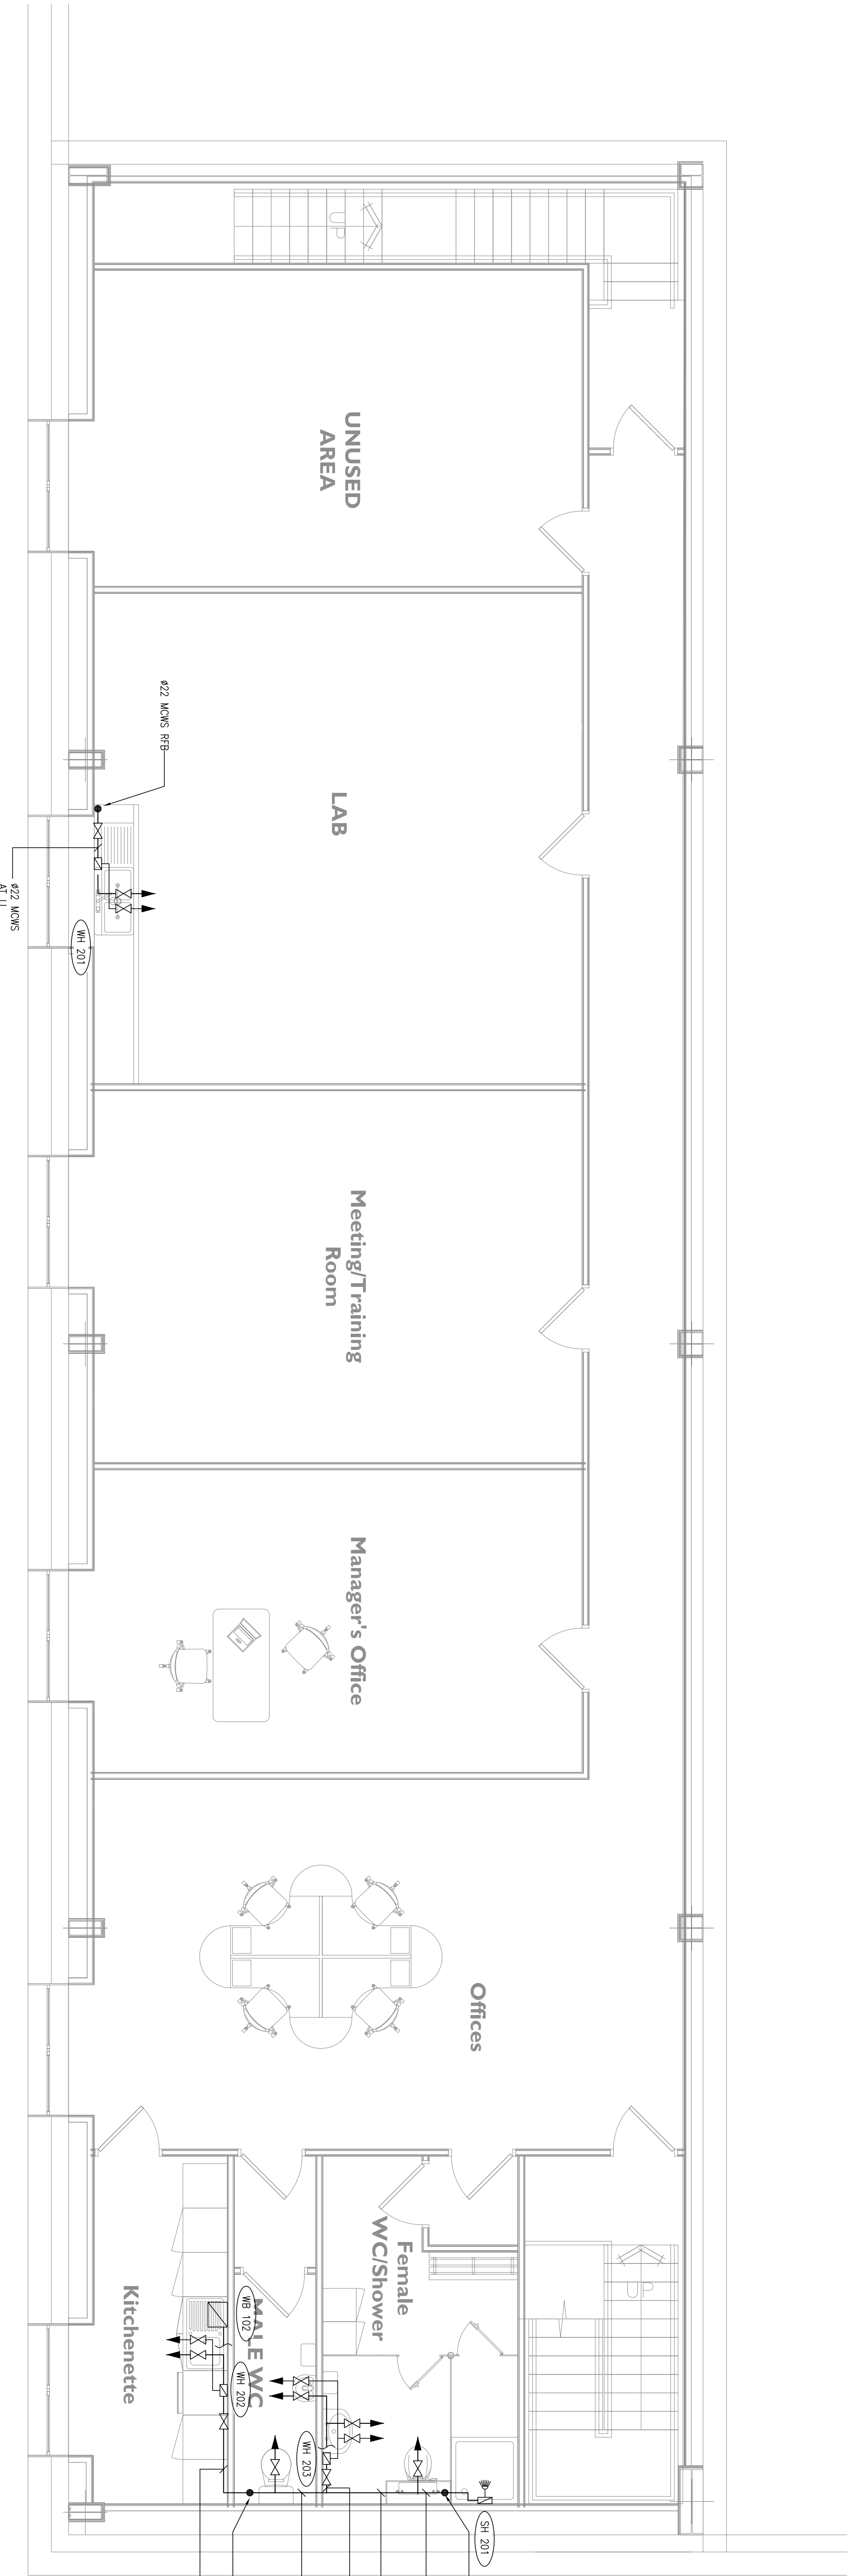 UNUSED
AREA
ø22 MCWS RFB
LAB
ø22 MCWS
WH 201
Meeting/Training
Room
Manager's Office
Offices
Female
WC/Shower
Kitchenette
WB 102
MALE WC
WH 202
WH 203
SH 201